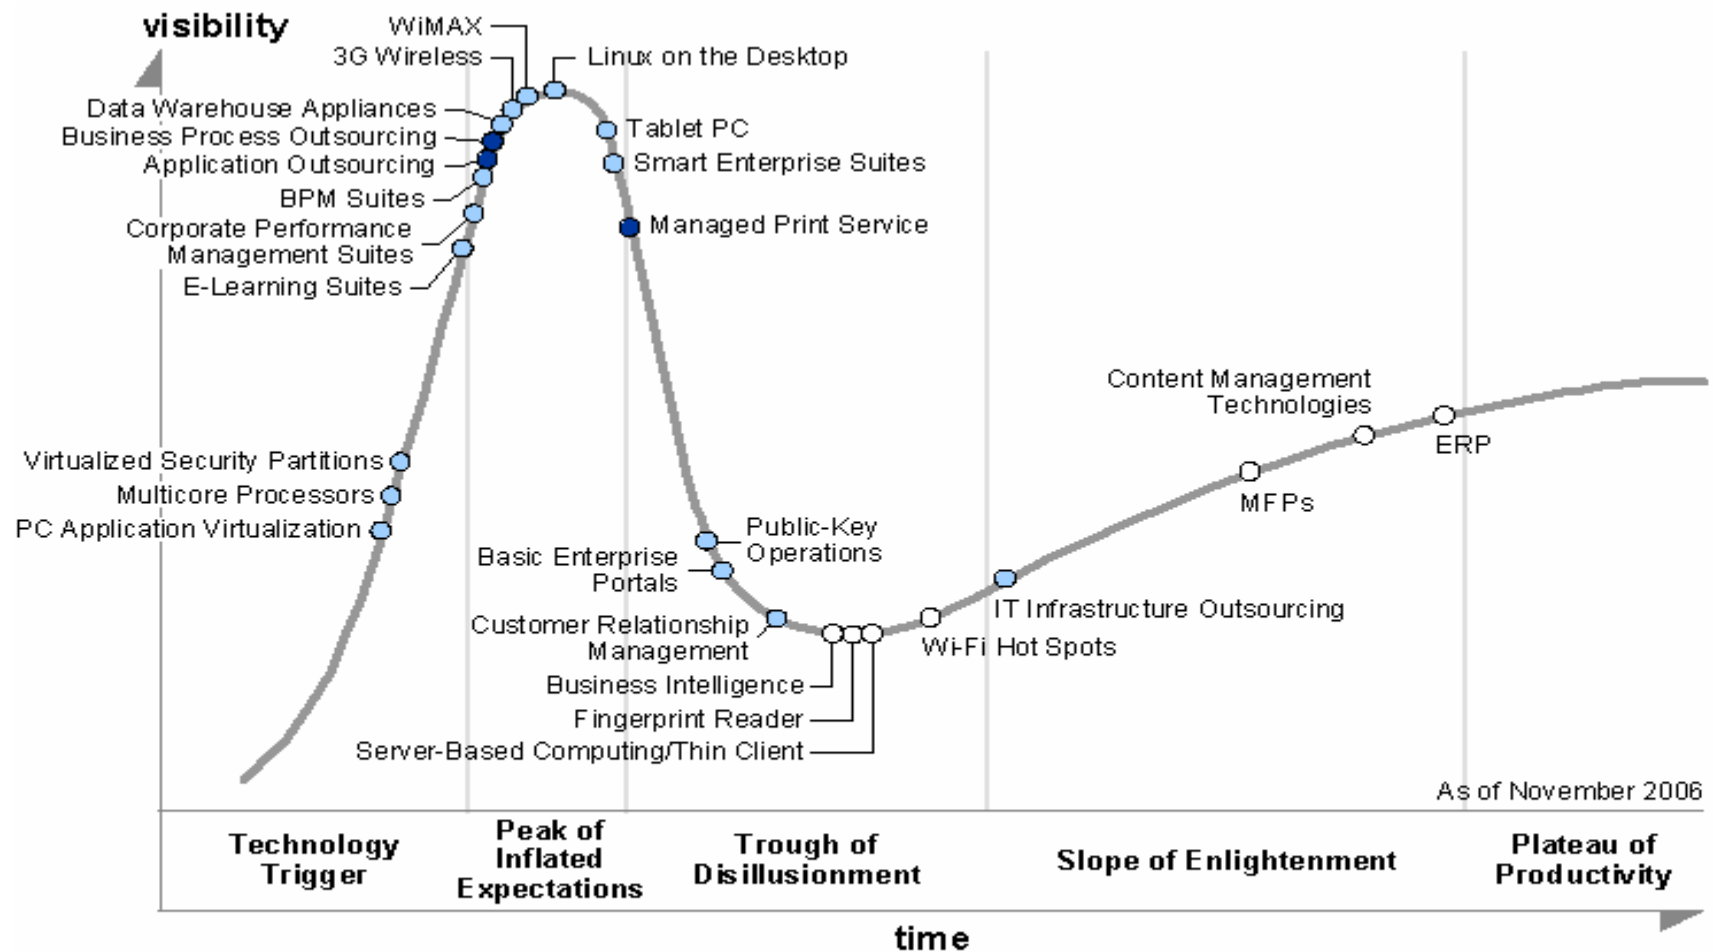 visibility
WiMAX
3G Wireless
Linux on the Desktop
Data Warehouse Appliances
Business Process Outsourcing
Application Outsourcing
BPM Suites
Corporate Performance
Management Suites
E-Learning Suites
Tablet PC
Smart Enterprise Suites
Managed Print Service
Virtualized Security Partitions
Multicore Processors
PC Application Virtualization
Public-Key
Operations
Basic Enterprise
Portals
Customer Relationship
Management
Business Intelligence
Fingerprint Reader
Server-Based Computing/Thin Client
Wi-Fi Hot Spots
IT Infrastructure Outsourcing
MFPs
Content Management
Technologies
ERP
As of November 2006
Technology
Trigger
Peak of
Inflated
Expectations
Trough of
Disillusionment
Slope of Enlightenment
Plateau of
Productivity
time